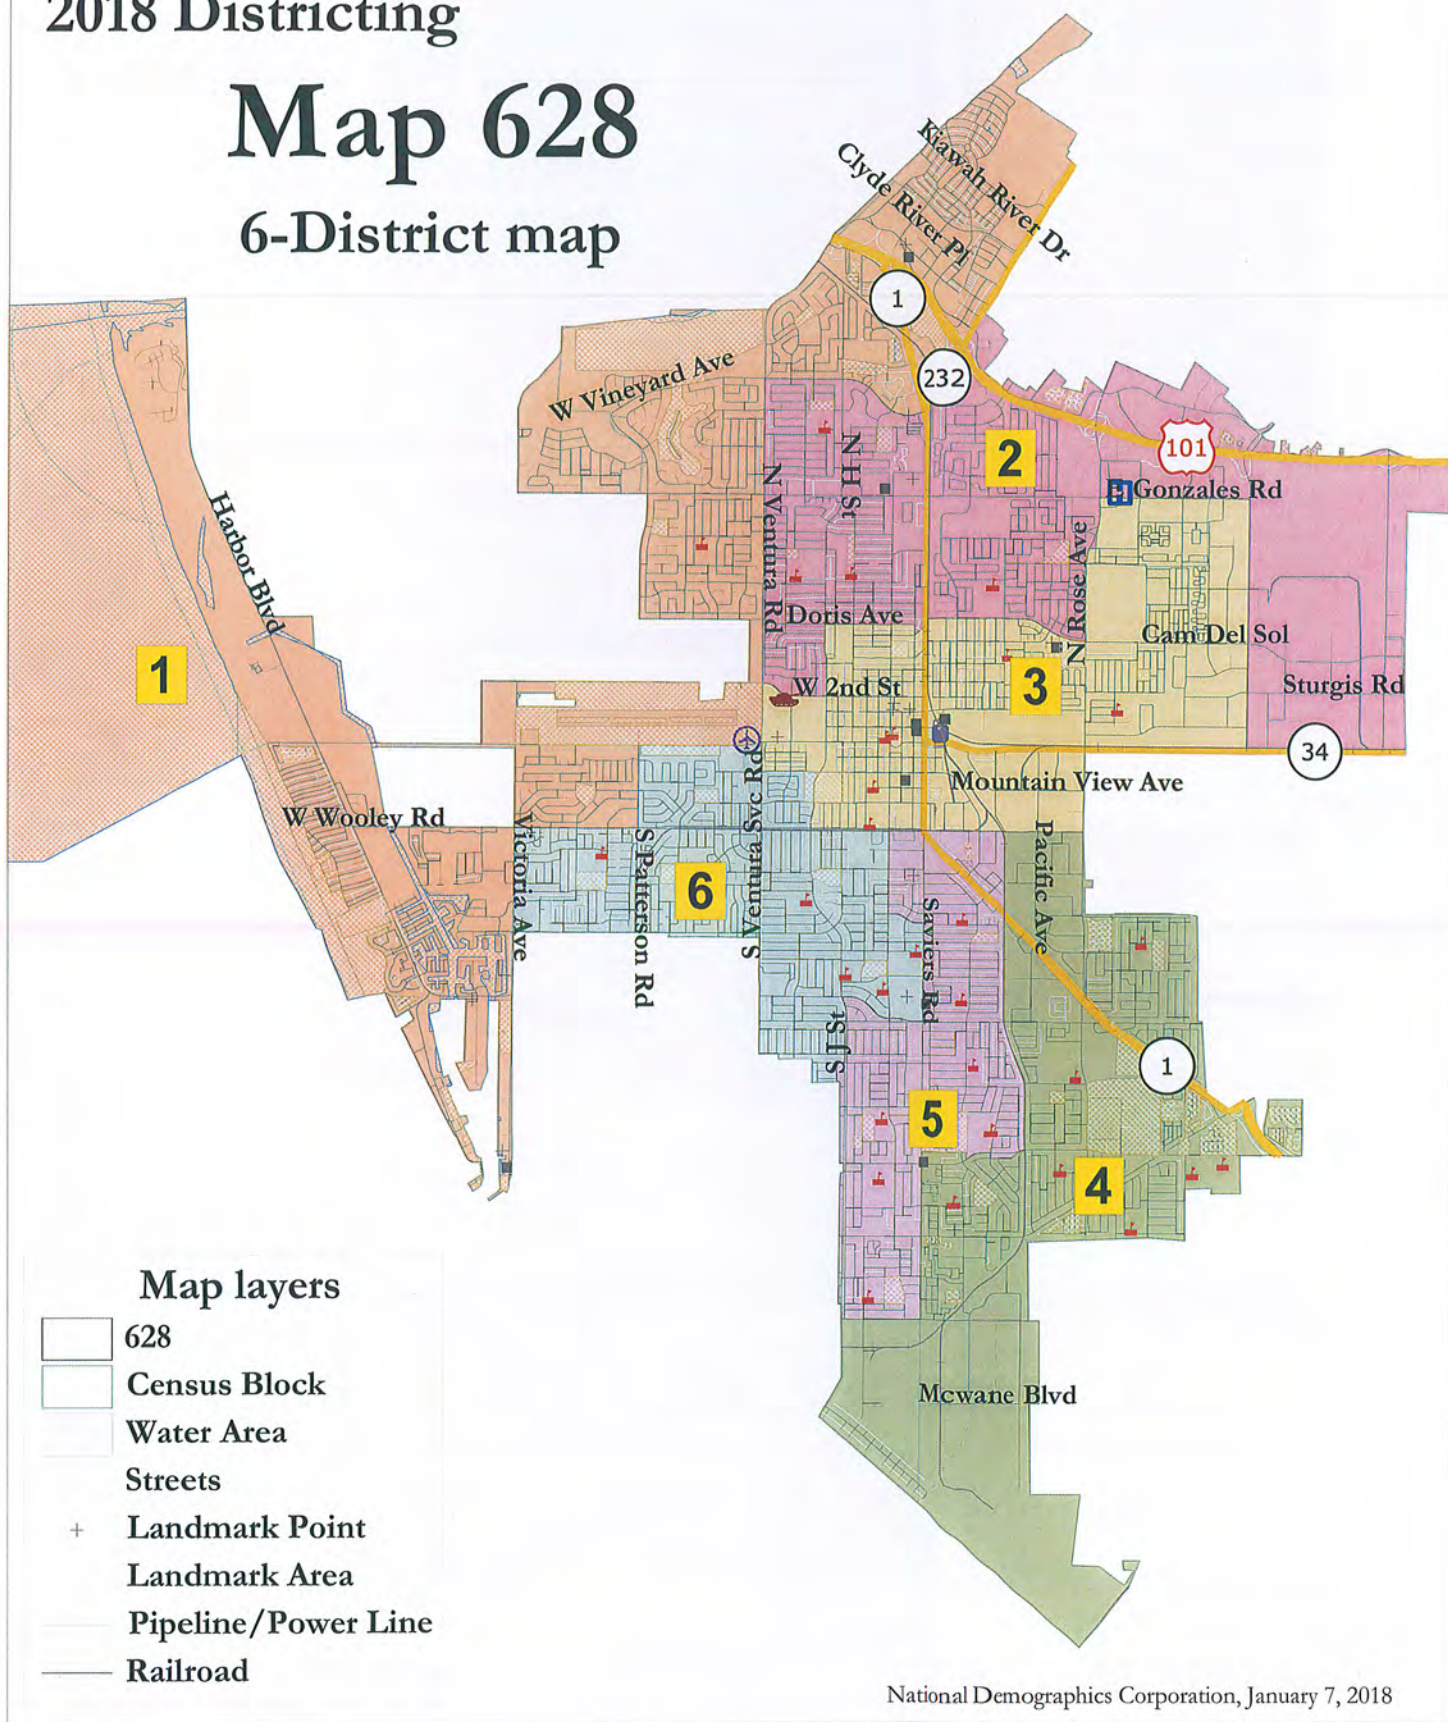 2018 Districting
Map 628
6-District map
Kiawah River Dr
Clyde River Pl
1
232
W Vineyard Ave
2
101
N H St
N Ventura Rd
E Gonzales Rd
Harbor Blvd
N Rose Ave
Doris Ave
Cam Del Sol
1
W 2nd St
3
Sturgis Rd
34
Mountain View Ave
W Wooley Rd
Victoria Ave
S Patterson Rd
6
S Ventura Svc Rd
Saviers Rd
Pacific Ave
S J St
1
5
4
Mcwane Blvd
Map layers
628
Census Block
Water Area
Streets
+ Landmark Point
Landmark Area
Pipeline/Power Line
Railroad
National Demographics Corporation, January 7, 2018